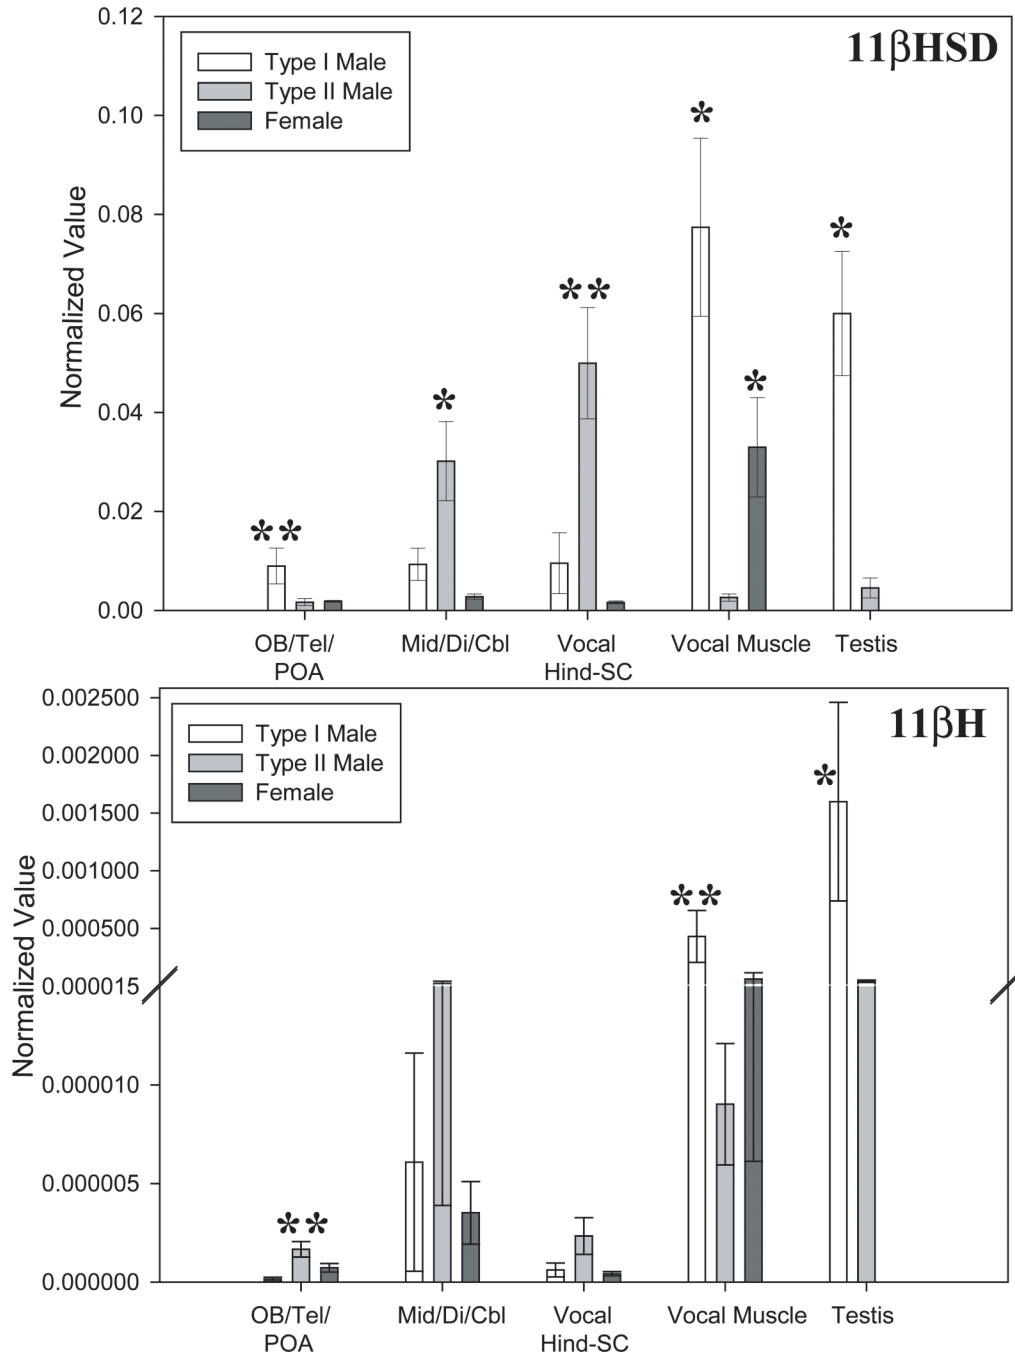 0.12
0.10
0.08
0.06
0.04
0.02
0.00
Normalized Value
Type I Male
Type II Male
Female
11βHSD
**
*
**
*
*
*
OB/Tel/
POA
Mid/Di/Cbl
Vocal
Hind-SC
Vocal Muscle
Testis
0.002500
0.002000
0.001500
0.001000
0.000500
0.000015
0.000010
0.000005
0.000000
Normalized Value
Type I Male
Type II Male
Female
11βH
**
**
*
OB/Tel/
POA
Mid/Di/Cbl
Vocal
Hind-SC
Vocal Muscle
Testis